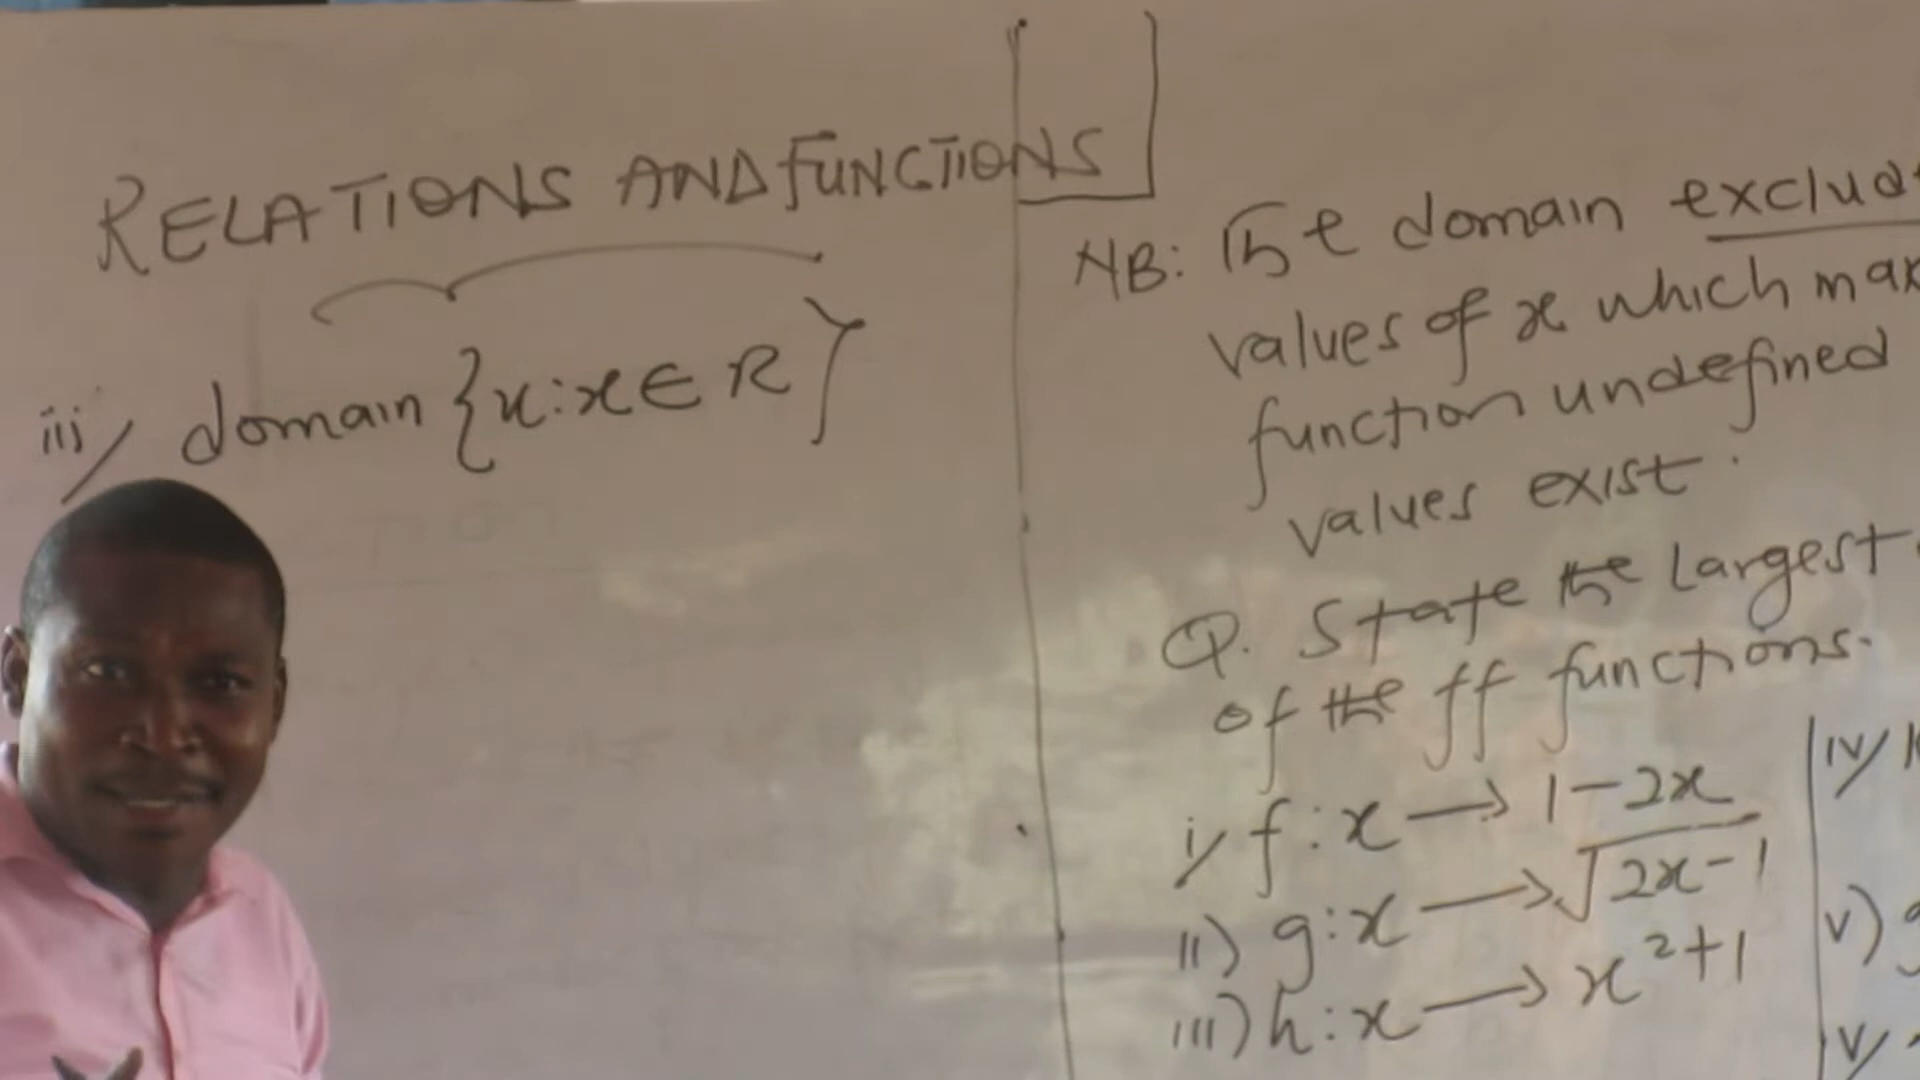 RELATIONS AND FUNCTIONS
iii/ domain {x:x∈R}
NB: The domain exclud
values of x which mak
function undefined
values exist.
Q. State the largest
of the ff functions.
i/ f:x → 1-2x
ii) g:x → √2x-1
iii) h:x → x²+1
iv/
v)
v/